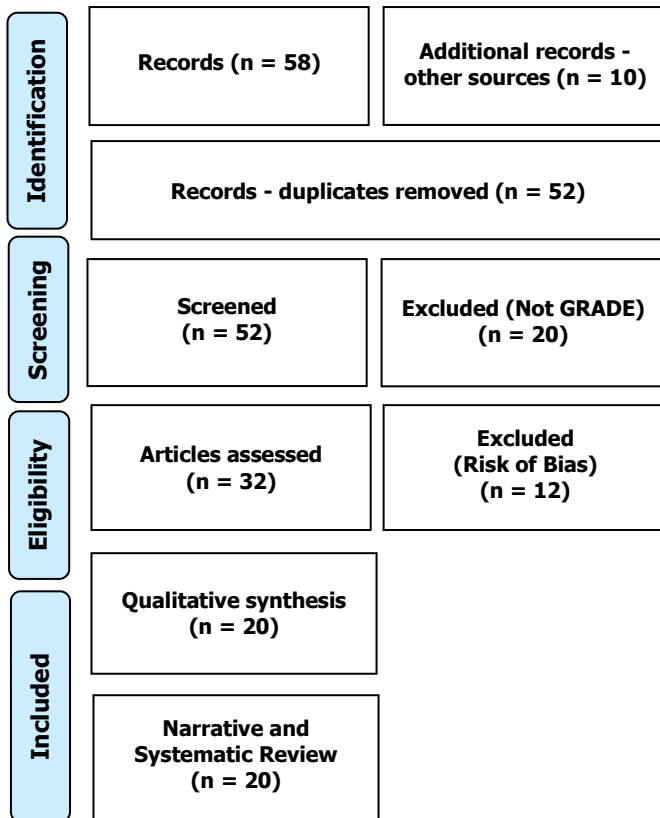 Identification
Records (n = 58)
Additional records -
other sources (n = 10)
Records - duplicates removed (n = 52)
Screening
Screened
(n = 52)
Excluded (Not GRADE)
(n = 20)
Eligibility
Articles assessed
(n = 32)
Excluded
(Risk of Bias)
(n = 12)
Included
Qualitative synthesis
(n = 20)
Narrative and
Systematic Review
(n = 20)